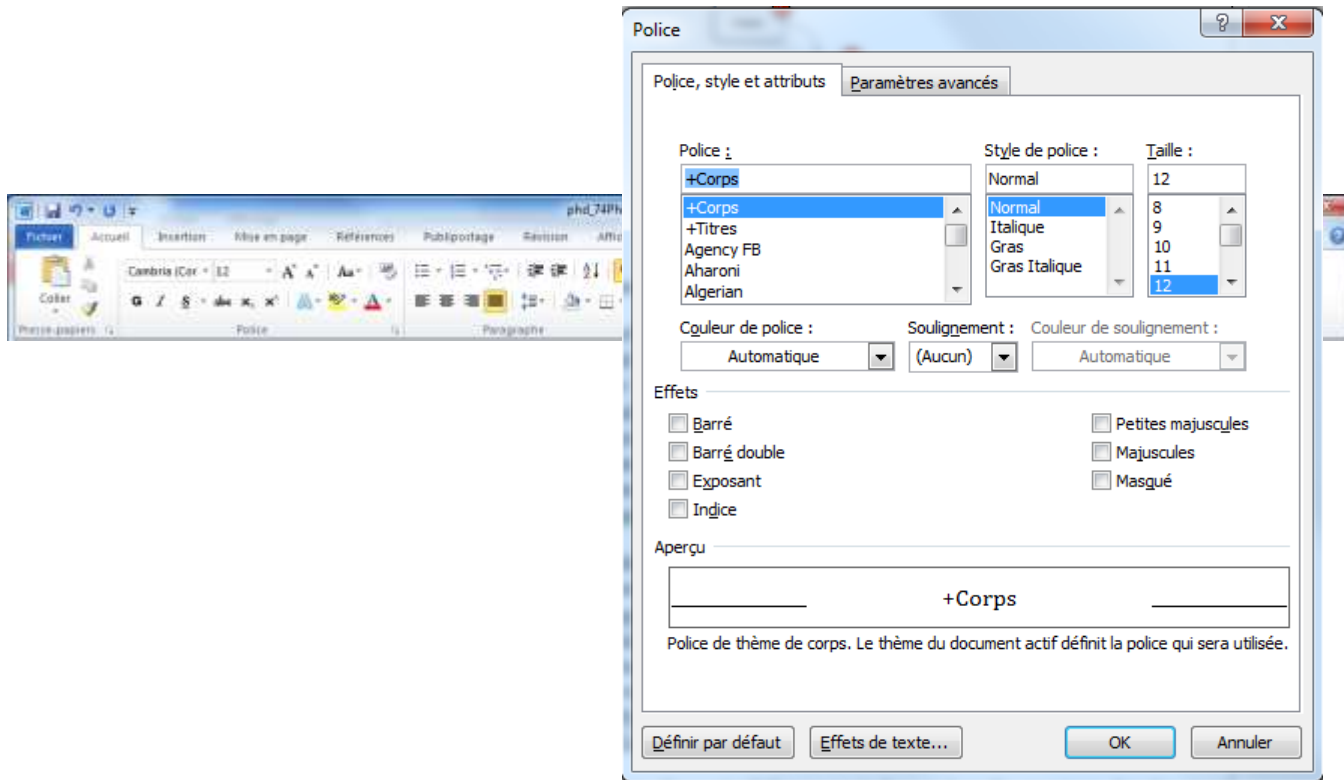 Police
Police, style et attributs
Paramètres avancés
Police :
Style de police :
Taille :
+Corps
Normal
12
+Corps
+Titres
Agency FB
Aharoni
Algerian
Normal
Italique
Gras
Gras Italique
8
9
10
11
12
Couleur de police :
Soulignement :
Couleur de soulignement :
Automatique
(Aucun)
Automatique
Effets
Barré
Barré double
Exposant
Indice
Petites majuscules
Majuscules
Masqué
Aperçu
+Corps
Police de thème de corps. Le thème du document actif définit la police qui sera utilisée.
Définir par défaut
Effets de texte...
OK
Annuler
phd_74Ph
Fichier
Accueil
Insertion
Mise en page
Références
Publipostage
Révision
Affic
Cambria (Cor
12
Coller
G I S abc x, x'
Presse-papiers
Police
Paragraphe